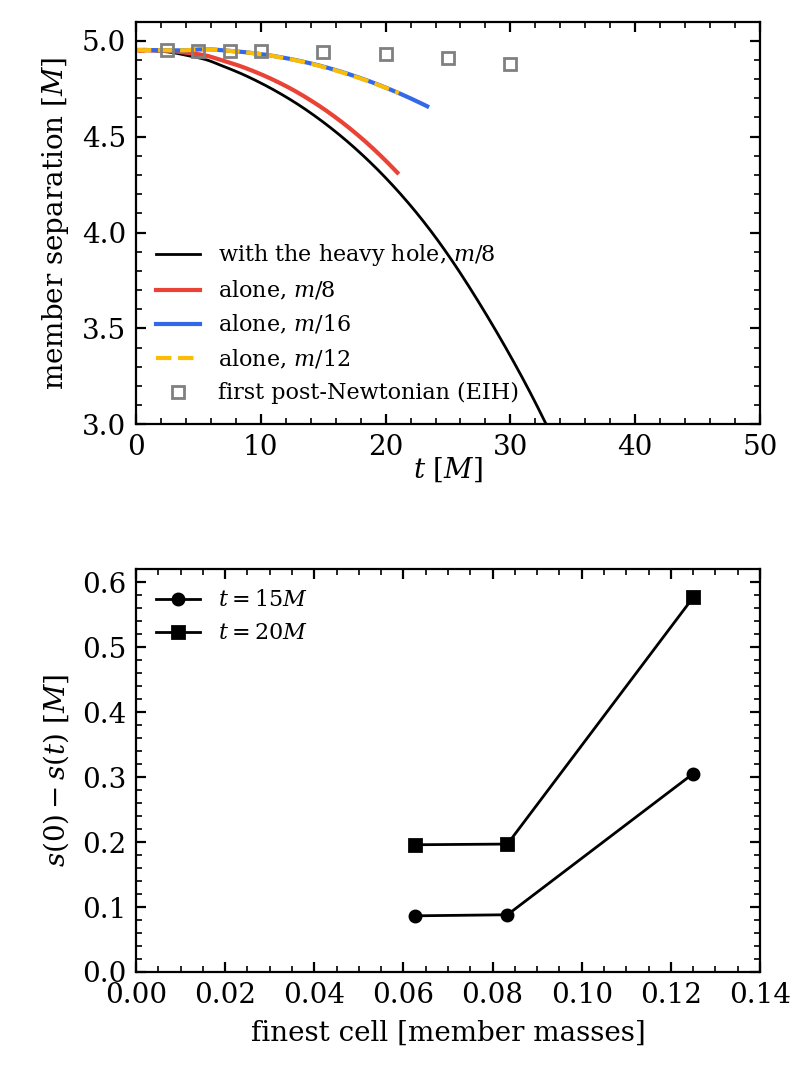 5.0
4.5
4.0
3.5
3.0
member separation [M]
with the heavy hole, m/8
alone, m/8
alone, m/16
alone, m/12
first post-Newtonian (EIH)
0 10 20 30 40 50
t [M]
0.6
0.5
0.4
0.3
0.2
0.1
0.0
s(0) − s(t) [M]
t = 15M
t = 20M
0.00 0.02 0.04 0.06 0.08 0.10 0.12 0.14
finest cell [member masses]